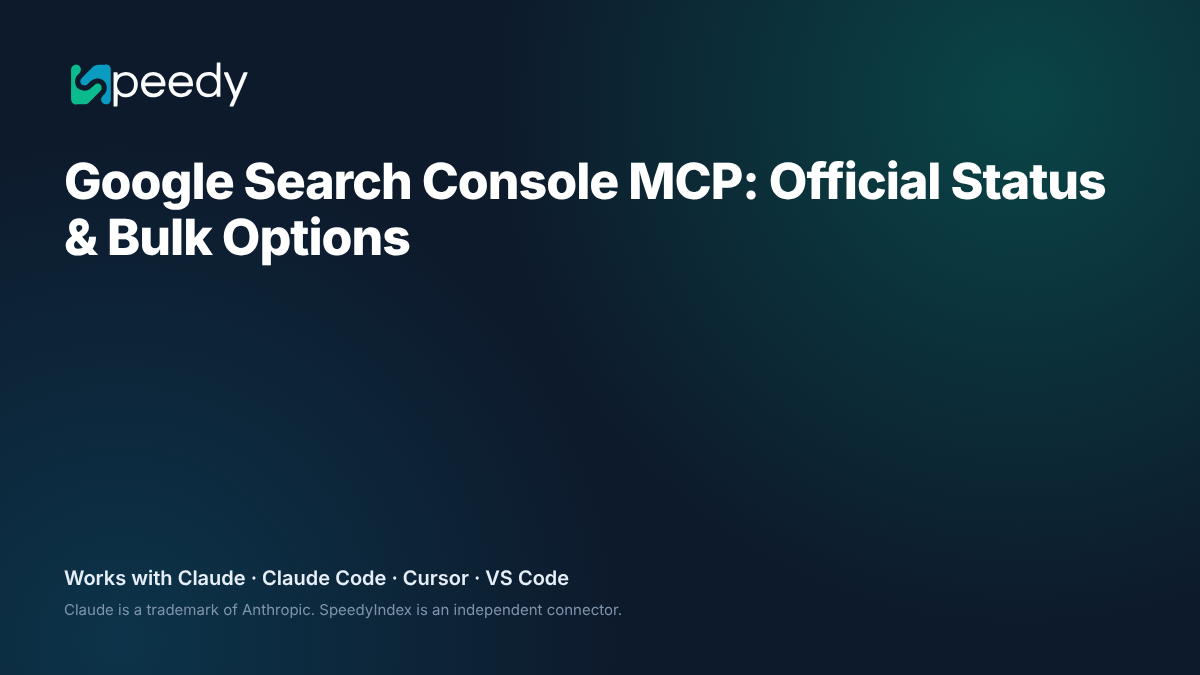 Speedy
Google Search Console MCP: Official Status
& Bulk Options
Works with Claude · Claude Code · Cursor · VS Code
Claude is a trademark of Anthropic. SpeedyIndex is an independent connector.